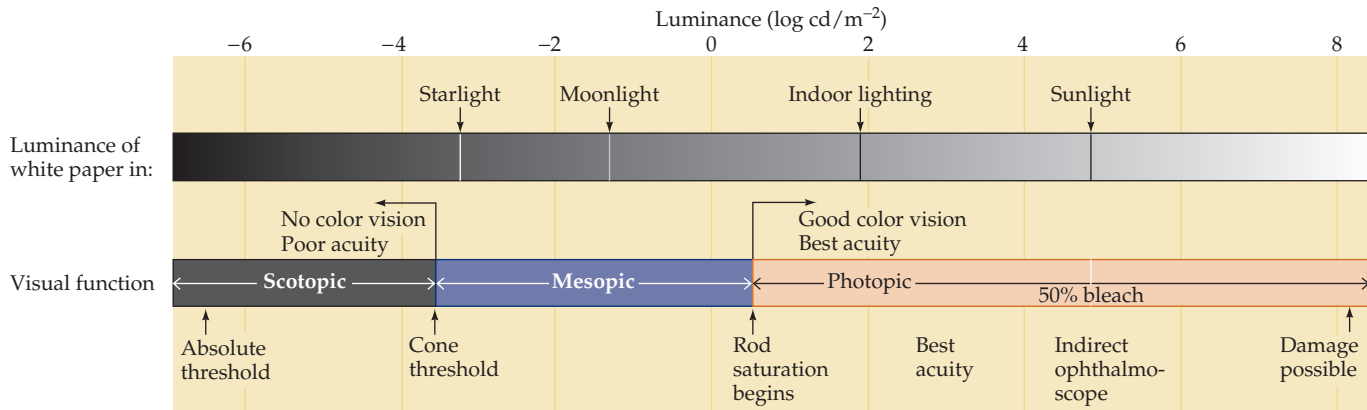 Luminance (log cd/m⁻²)
−6 −4 −2 0 2 4 6 8
Starlight Moonlight Indoor lighting Sunlight
Luminance of
white paper in:
No color vision
Poor acuity
Good color vision
Best acuity
Visual function
Scotopic Mesopic Photopic
50% bleach
Absolute
threshold
Cone
threshold
Rod
saturation
begins
Best
acuity
Indirect
ophthalmo-
scope
Damage
possible